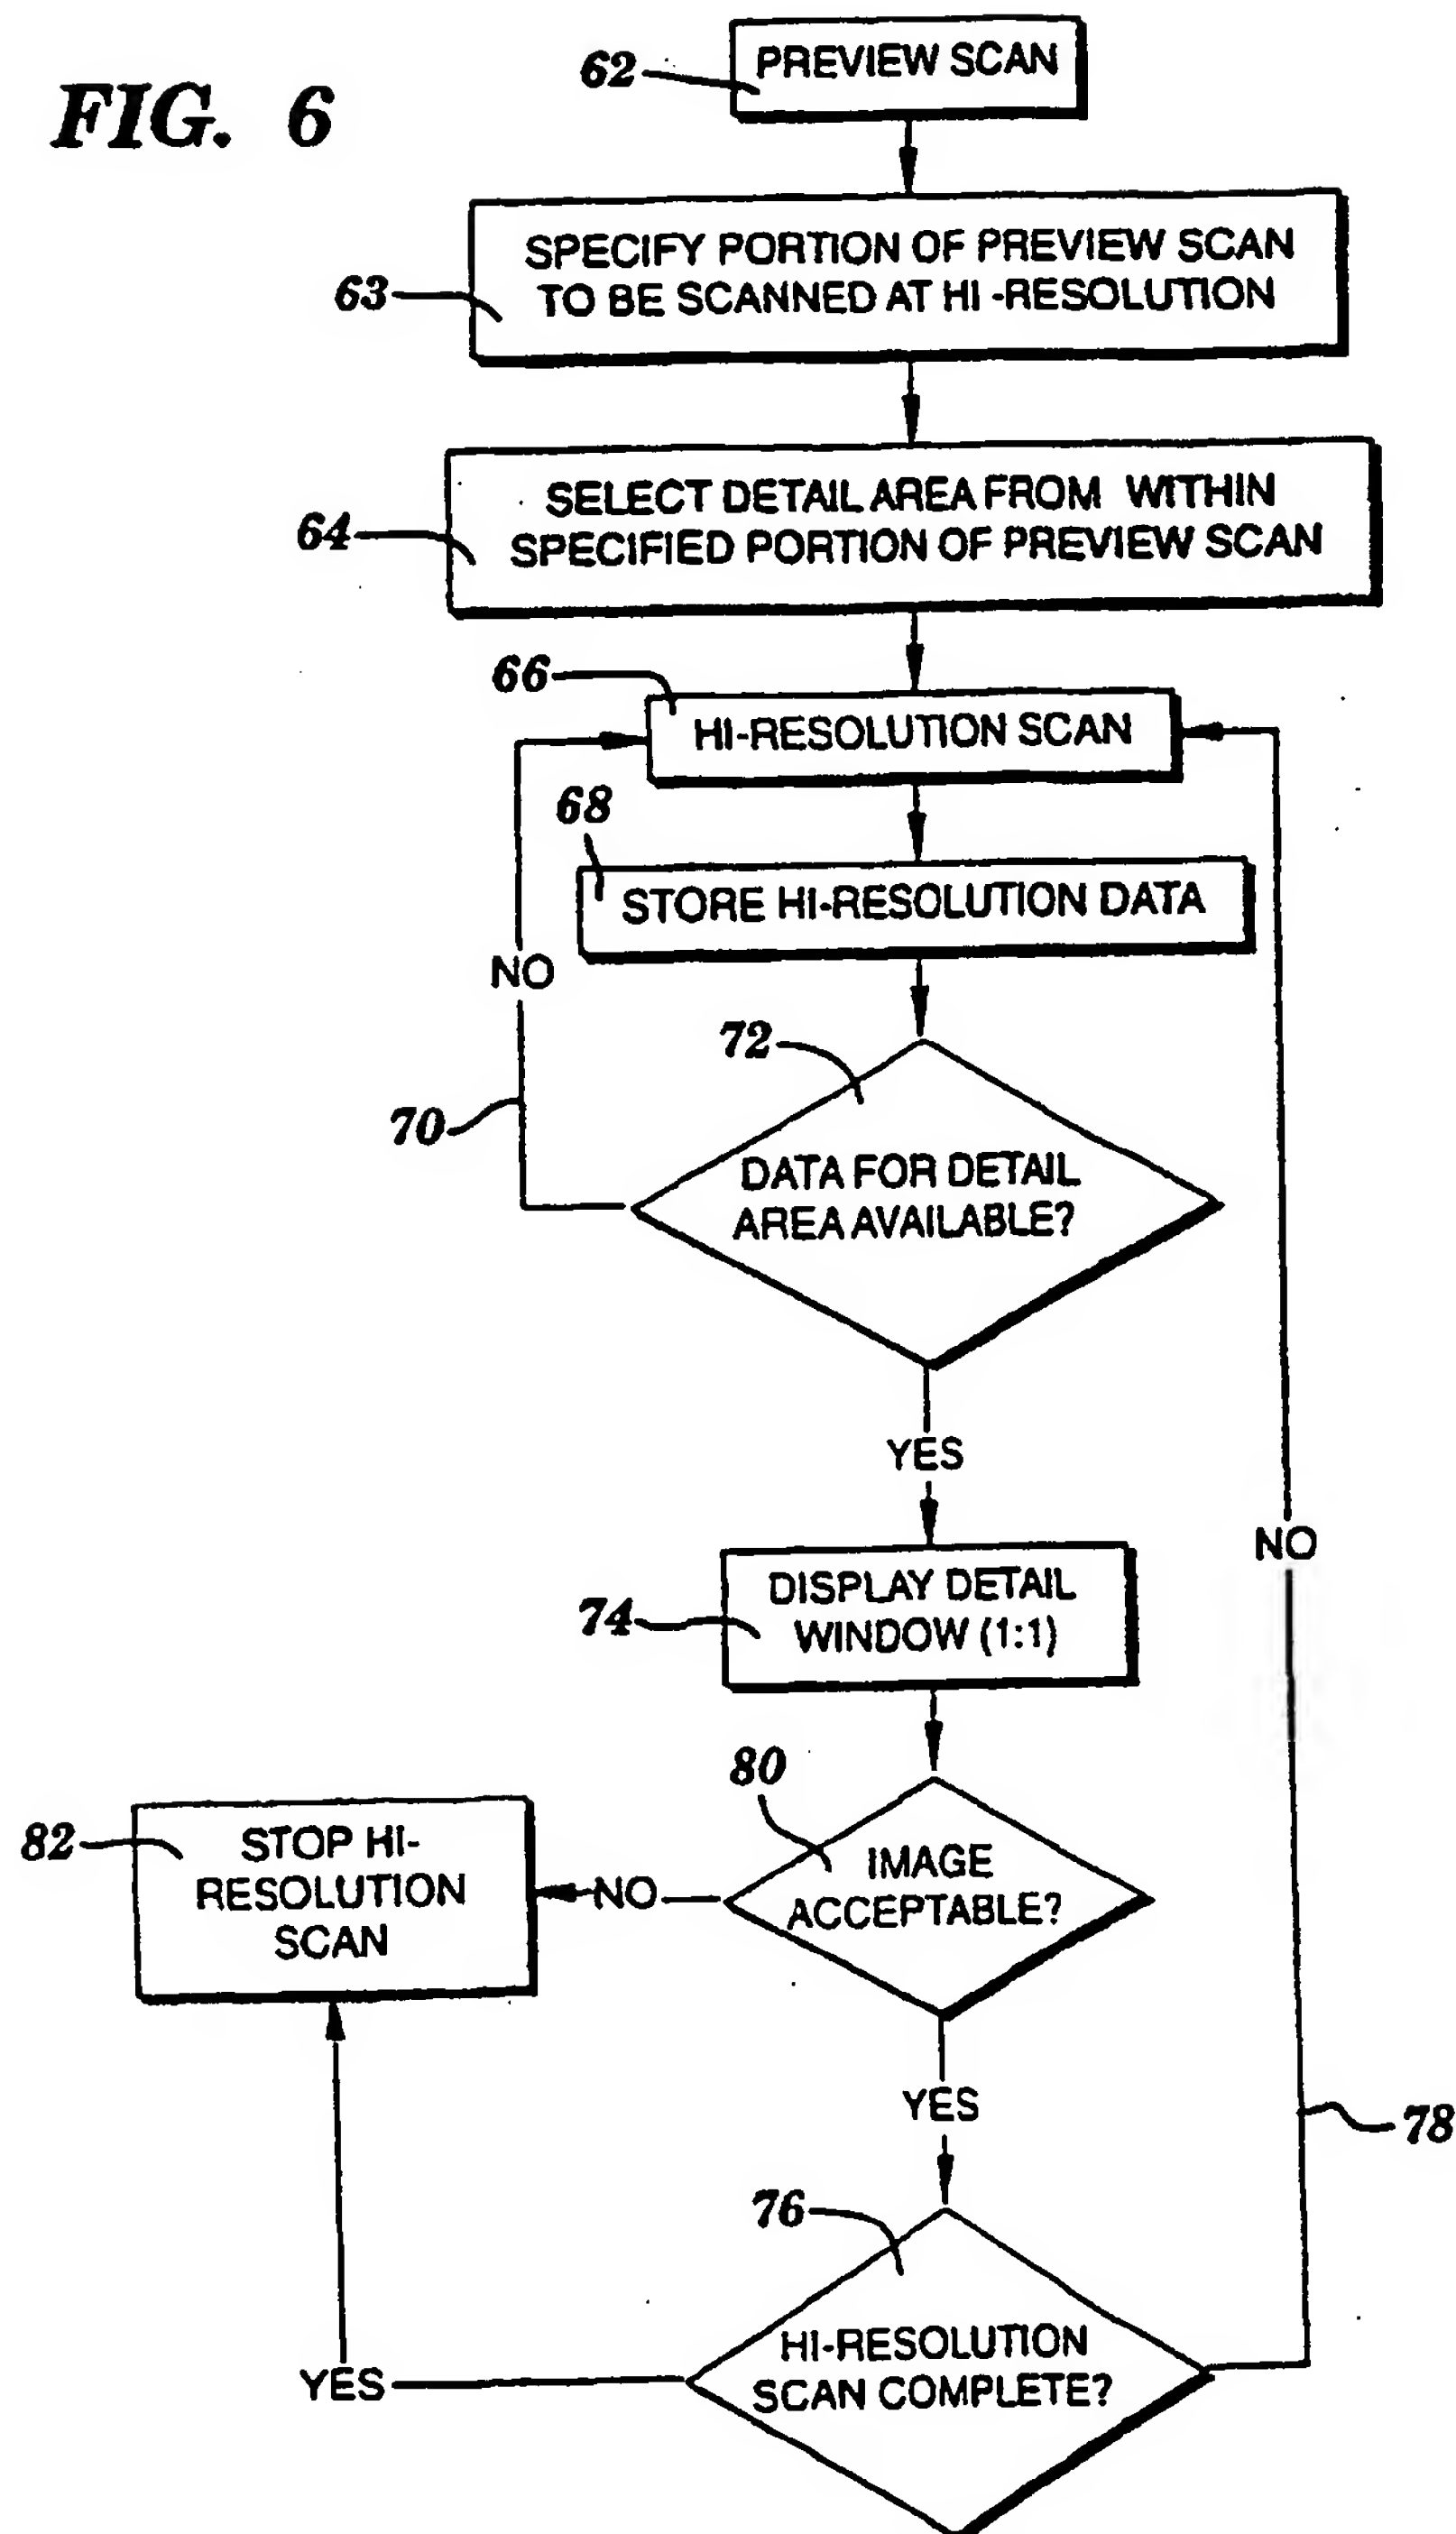 FIG. 6
62
PREVIEW SCAN
63
SPECIFY PORTION OF PREVIEW SCAN
TO BE SCANNED AT HI -RESOLUTION
64
SELECT DETAIL AREA FROM WITHIN
SPECIFIED PORTION OF PREVIEW SCAN
66
HI-RESOLUTION SCAN
68
STORE HI-RESOLUTION DATA
NO
72
70
DATA FOR DETAIL
AREA AVAILABLE?
YES
NO
74
DISPLAY DETAIL
WINDOW (1:1)
80
82
STOP HI-
RESOLUTION
SCAN
NO
IMAGE
ACCEPTABLE?
YES
78
76
HI-RESOLUTION
SCAN COMPLETE?
YES